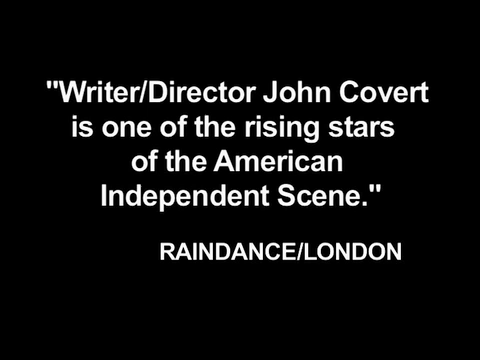 "Writer/Director John Covert
is one of the rising stars
of the American
Independent Scene."
RAINDANCE/LONDON